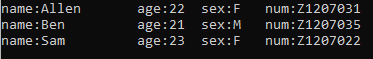 name:Allen age:22 sex:F num:Z1207031
name:Ben age:21 sex:M num:Z1207035
name:Sam age:23 sex:F num:Z1207022